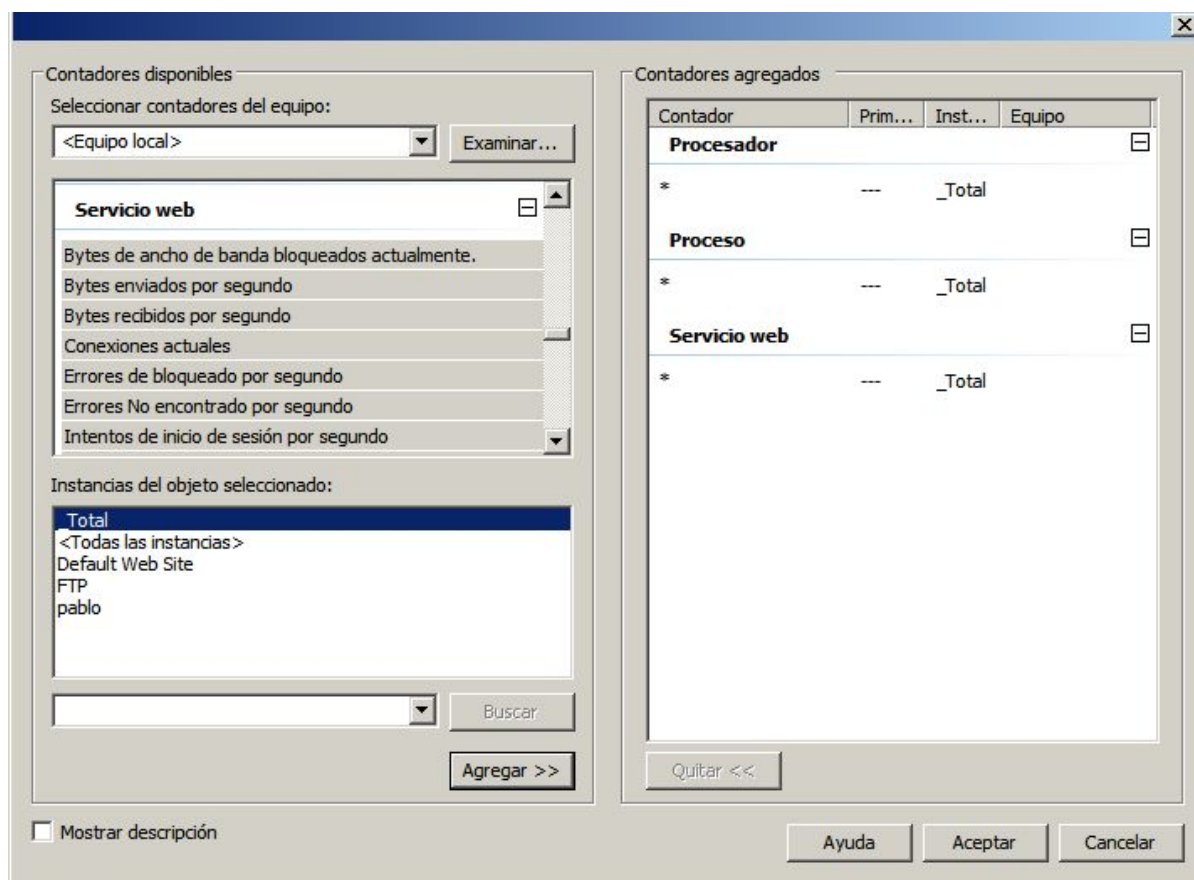 Contadores disponibles
Seleccionar contadores del equipo:
<Equipo local>
Examinar...
Servicio web
Bytes de ancho de banda bloqueados actualmente.
Bytes enviados por segundo
Bytes recibidos por segundo
Conexiones actuales
Errores de bloqueado por segundo
Errores No encontrado por segundo
Intentos de inicio de sesión por segundo
Instancias del objeto seleccionado:
_Total
<Todas las instancias>
Default Web Site
FTP
pablo
Buscar
Agregar >>
Contadores agregados
Contador Prim... Inst... Equipo
Procesador
* --- _Total
Proceso
* --- _Total
Servicio web
* --- _Total
Quitar <<
Mostrar descripción
Ayuda Aceptar Cancelar